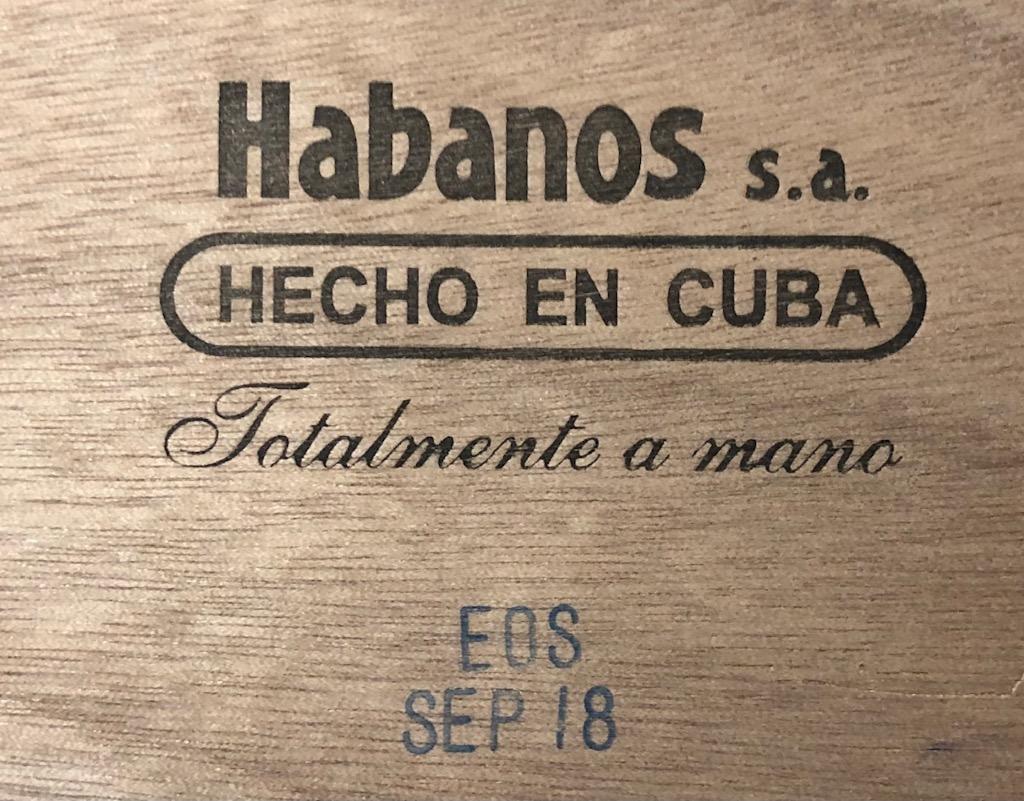 Habanos s.a.
HECHO EN CUBA
Totalmente a mano
EOS
SEP 18